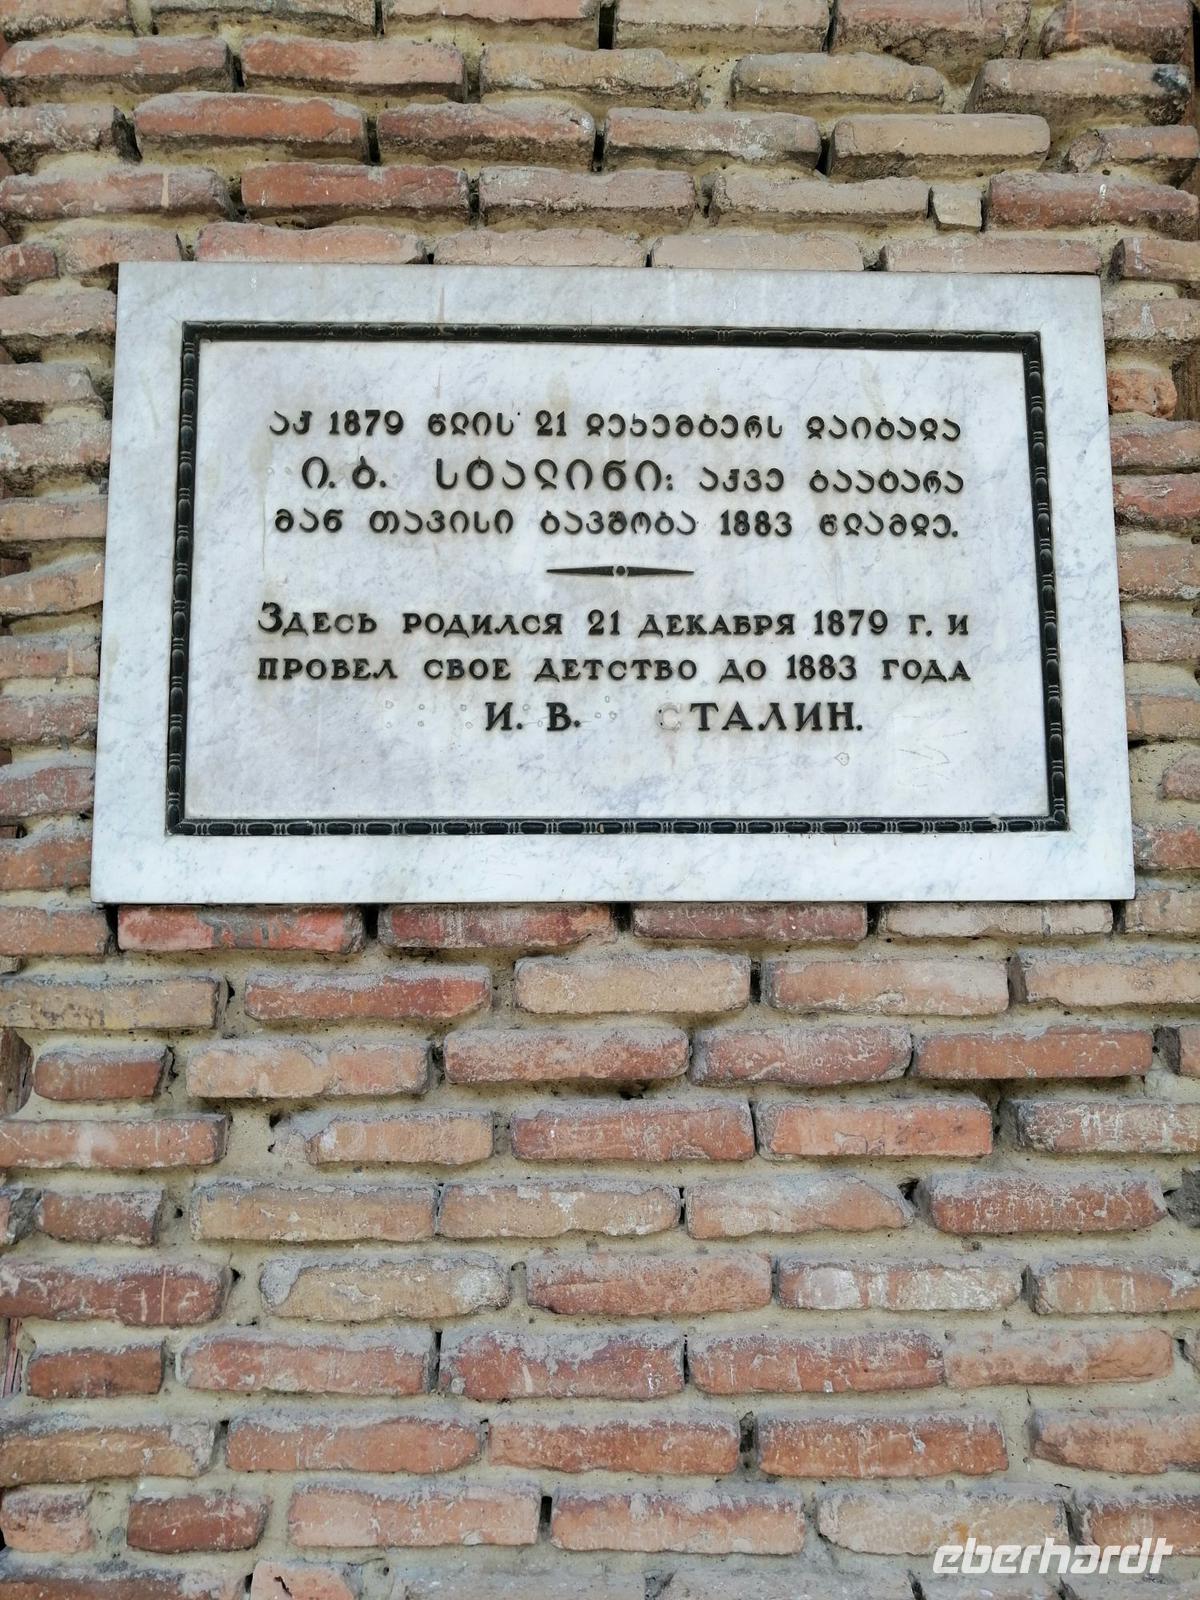 აქ 1879 წლის 21 დეკემბერს დაიბადა
ი. ბ. სტალინი; აქვე გაატარა
მან თავისი ბავშობა 1883 წლამდე.
Здесь родился 21 декабря 1879 г. и
провел свое детство до 1883 года
И. В. СТАЛИН.
eberhardt